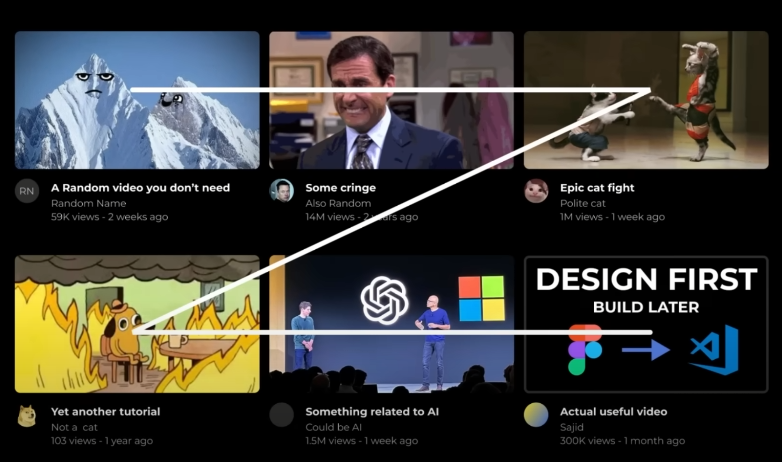 RN
A Random video you don't need
Random Name
59K views - 2 weeks ago
Some cringe
Also Random
14M views - 2 years ago
Epic cat fight
Polite cat
1M views - 1 week ago
DESIGN FIRST
BUILD LATER
Yet another tutorial
Not a cat
103 views - 1 year ago
Something related to AI
Could be AI
1.5M views - 1 week ago
Actual useful video
Sajid
300K views - 1 month ago